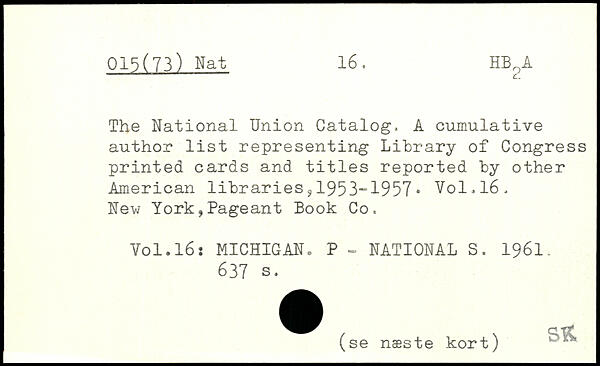 015(73) Nat 16. HB2A
The National Union Catalog. A cumulative
author list representing Library of Congress
printed cards and titles reported by other
American libraries,1953-1957. Vol.16.
New York,Pageant Book Co.
Vol.16: MICHIGAN. P - NATIONAL S. 1961.
637 s.
(se næste kort)
SK